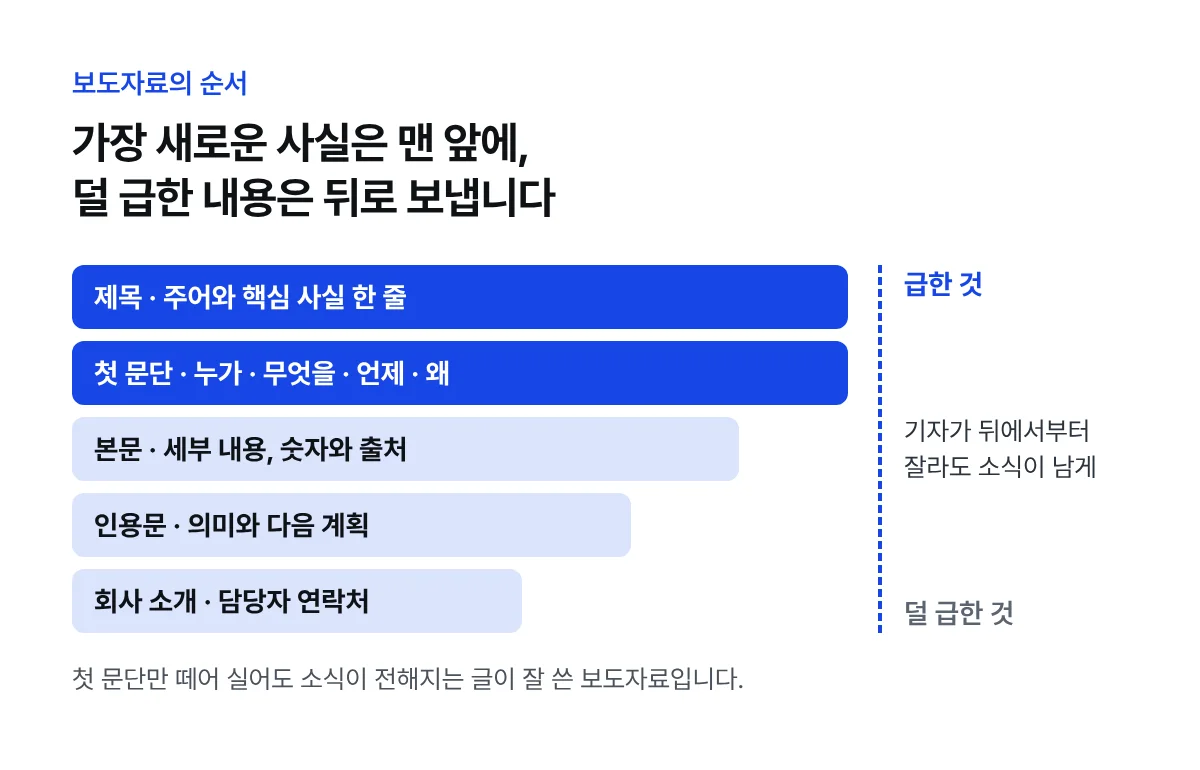 보도자료의 순서
가장 새로운 사실은 맨 앞에,
덜 급한 내용은 뒤로 보냅니다
제목 · 주어와 핵심 사실 한 줄
첫 문단 · 누가 · 무엇을 · 언제 · 왜
본문 · 세부 내용, 숫자와 출처
인용문 · 의미와 다음 계획
회사 소개 · 담당자 연락처
급한 것
기자가 뒤에서부터
잘라도 소식이 남게
덜 급한 것
첫 문단만 떼어 실어도 소식이 전해지는 글이 잘 쓴 보도자료입니다.